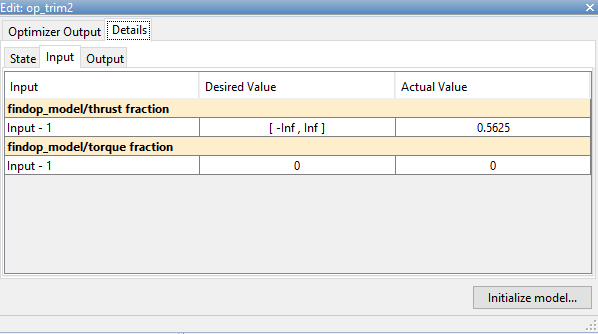 Edit: op_trim2
Optimizer Output Details
State Input Output
Input Desired Value Actual Value
findop_model/thrust fraction
Input - 1 [ -Inf , Inf ] 0.5625
findop_model/torque fraction
Input - 1 0 0
Initialize model...